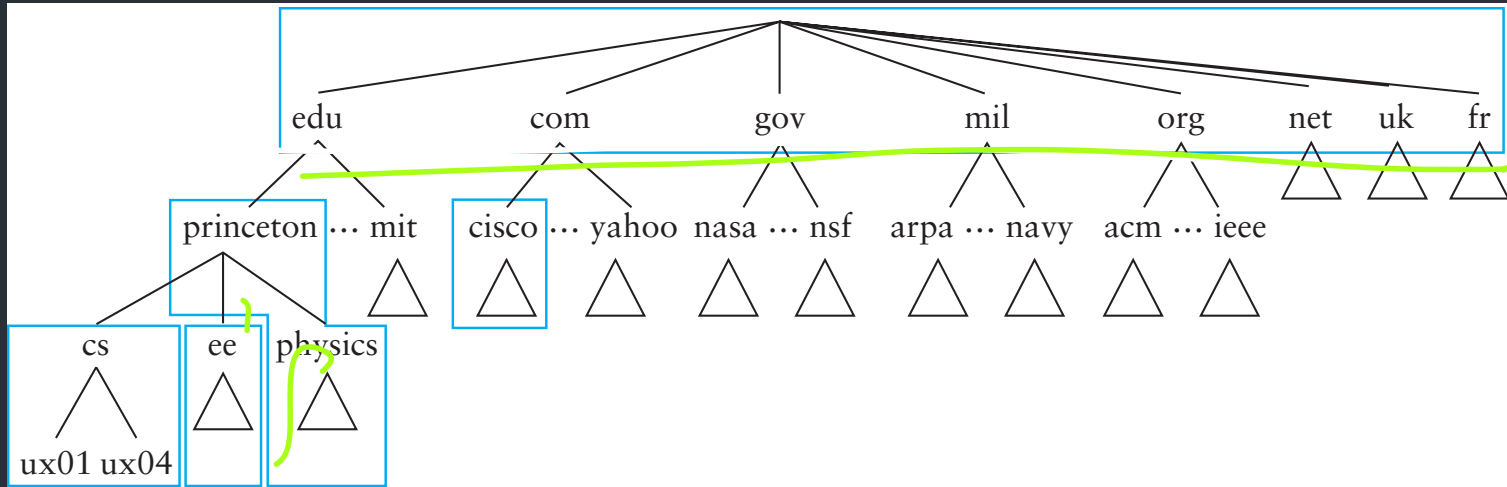 edu com gov mil org net uk fr
princeton ... mit cisco ... yahoo nasa ... nsf arpa ... navy acm ... ieee
cs ee physics
ux01 ux04